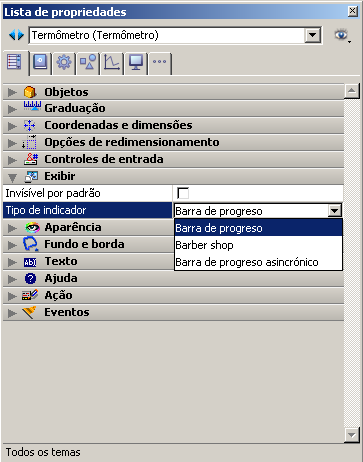 Lista de propriedades
Termômetro (Termômetro)
Objetos
Graduação
Coordenadas e dimensões
Opções de redimensionamento
Controles de entrada
Exibir
Invísível por padrão
Tipo de indicador
Barra de progreso
Barra de progreso
Barber shop
Barra de progreso asincrónico
Aparência
Fundo e borda
Texto
Ajuda
Ação
Eventos
Todos os temas